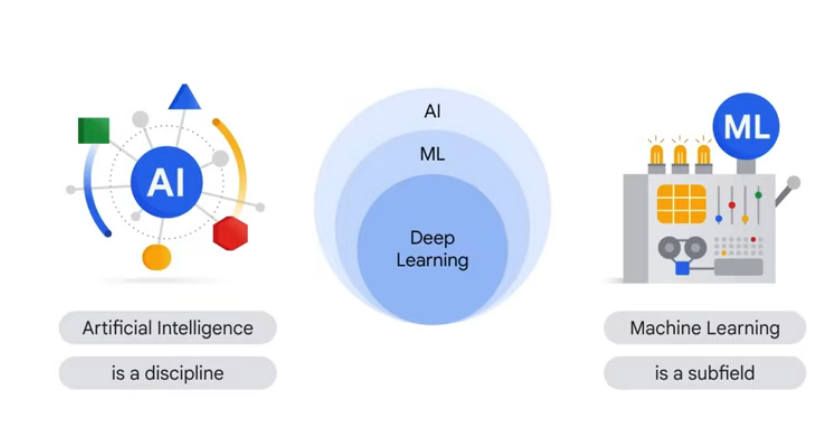 AI
Artificial Intelligence
is a discipline
AI
ML
Deep
Learning
ML
Machine Learning
is a subfield